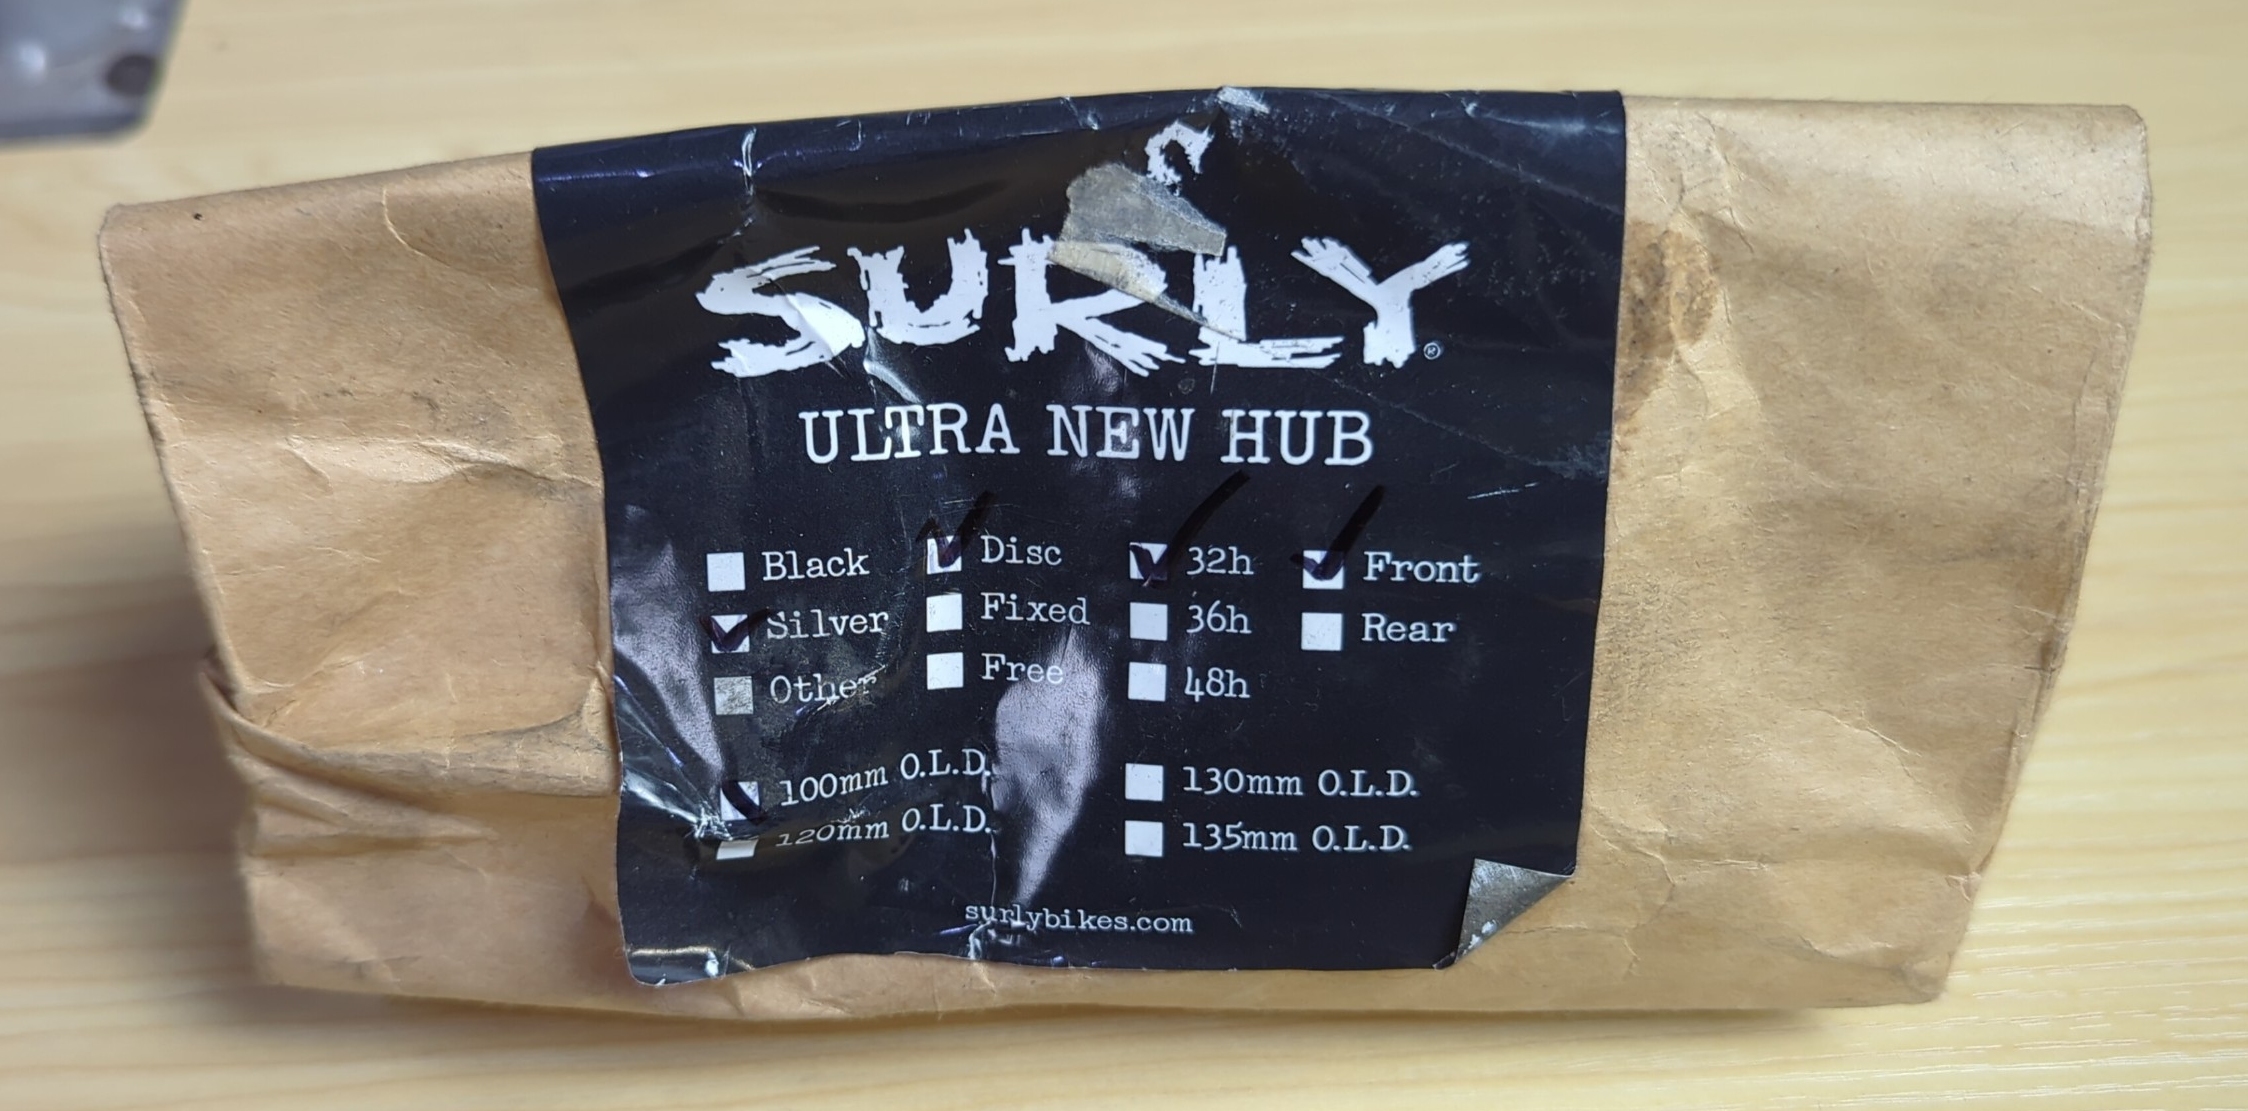 SURLY®
ULTRA NEW HUB
Black Disc 32h Front
Silver Fixed 36h Rear
Other Free 48h
100mm O.L.D. 130mm O.L.D.
120mm O.L.D. 135mm O.L.D.
surlybikes.com